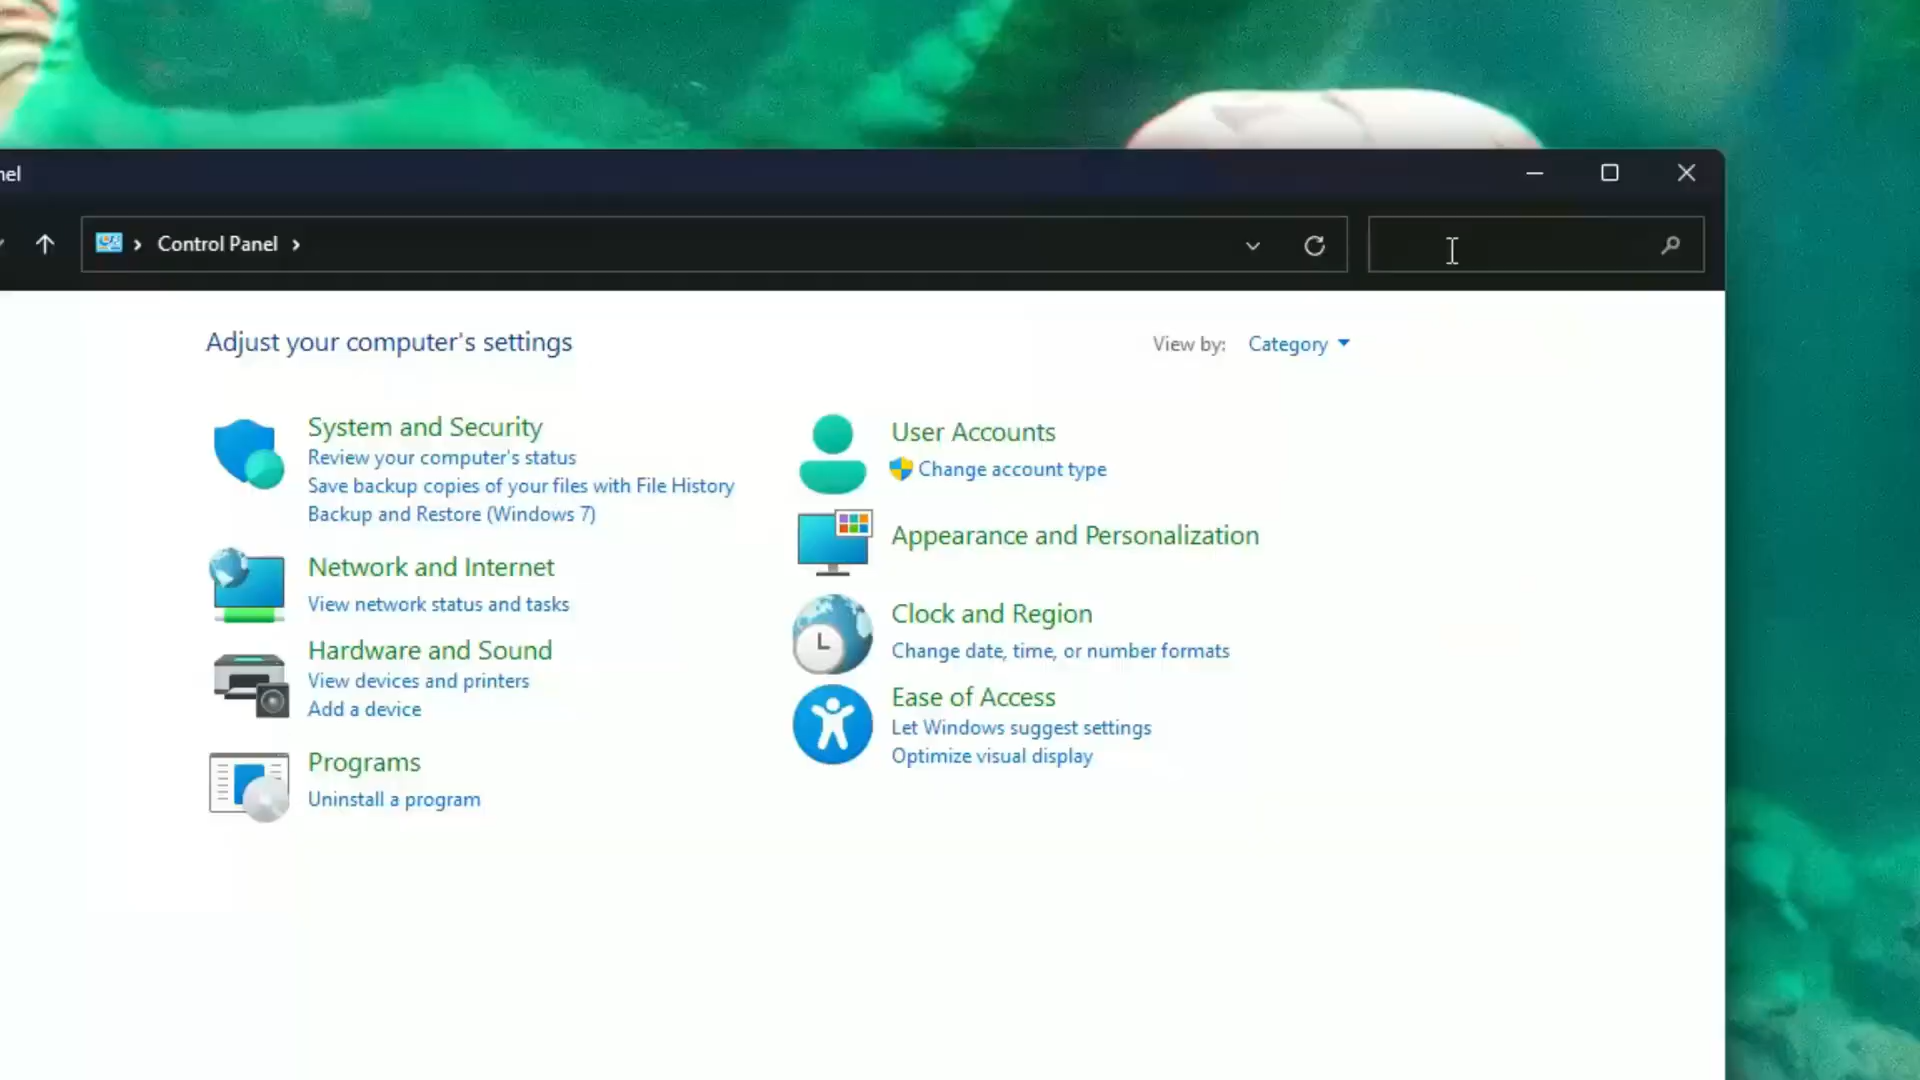 nel
Control Panel
Adjust your computer's settings
View by: Category
System and Security
Review your computer's status
Save backup copies of your files with File History
Backup and Restore (Windows 7)
Network and Internet
View network status and tasks
Hardware and Sound
View devices and printers
Add a device
Programs
Uninstall a program
User Accounts
Change account type
Appearance and Personalization
Clock and Region
Change date, time, or number formats
Ease of Access
Let Windows suggest settings
Optimize visual display